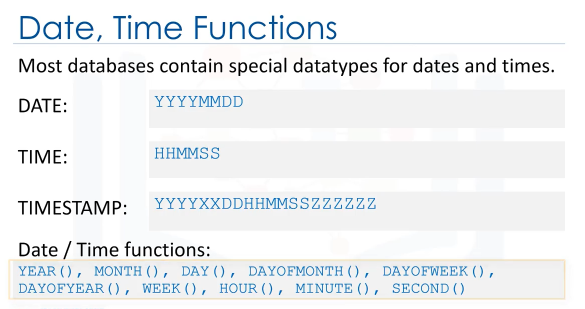 Date, Time Functions
Most databases contain special datatypes for dates and times.
DATE: YYYYMMDD
TIME: HHMMSS
TIMESTAMP: YYYYXXDDHHMMSSZZZZZZ
Date / Time functions:
YEAR(), MONTH(), DAY(), DAYOFMONTH(), DAYOFWEEK(),
DAYOFYEAR(), WEEK(), HOUR(), MINUTE(), SECOND()